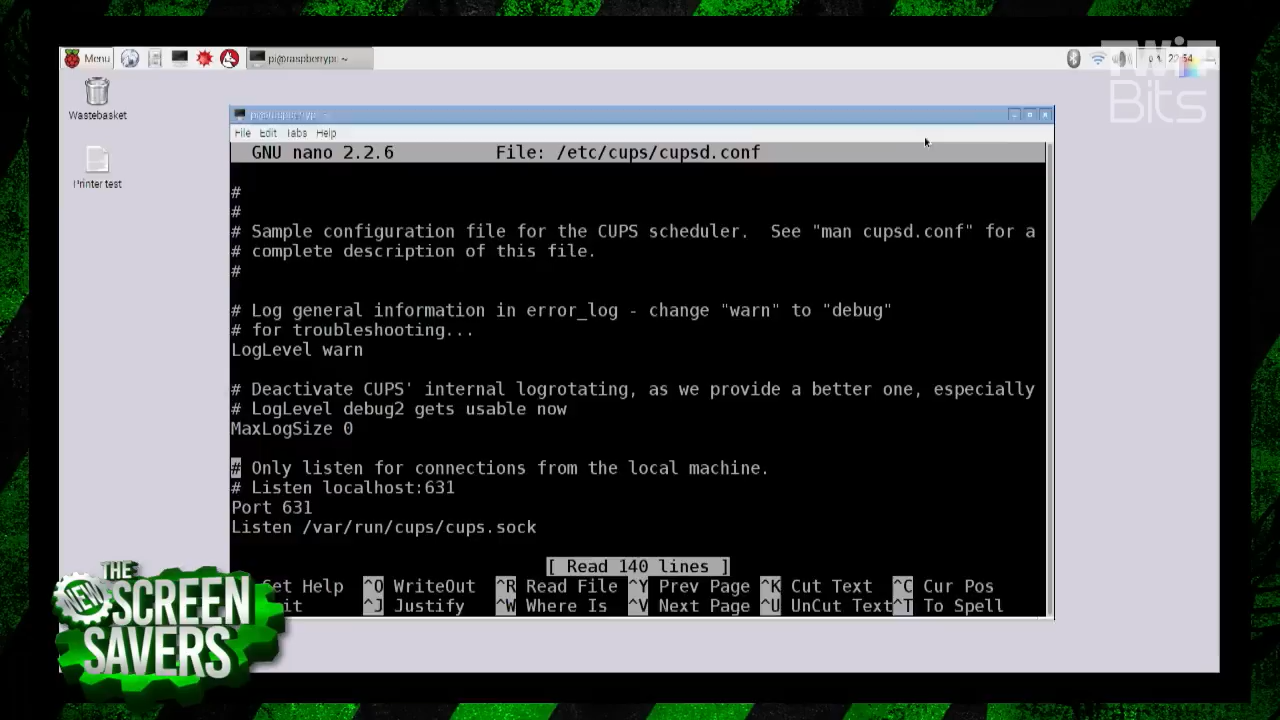 Menu
pi@raspberrypi: ~
22:54
TWiT
Bits
Wastebasket
Printer test
File Edit Tabs Help
GNU nano 2.2.6 File: /etc/cups/cupsd.conf
#
#
# Sample configuration file for the CUPS scheduler. See "man cupsd.conf" for a
# complete description of this file.
#
# Log general information in error_log - change "warn" to "debug"
# for troubleshooting...
LogLevel warn
# Deactivate CUPS' internal logrotating, as we provide a better one, especially
# LogLevel debug2 gets usable now
MaxLogSize 0
# Only listen for connections from the local machine.
# Listen localhost:631
Port 631
Listen /var/run/cups/cups.sock
[ Read 140 lines ]
et Help ^O WriteOut ^R Read File ^Y Prev Page ^K Cut Text ^C Cur Pos
it ^J Justify ^W Where Is ^V Next Page ^U UnCut Text ^T To Spell
THE
NEW
SCREEN
SAVERS